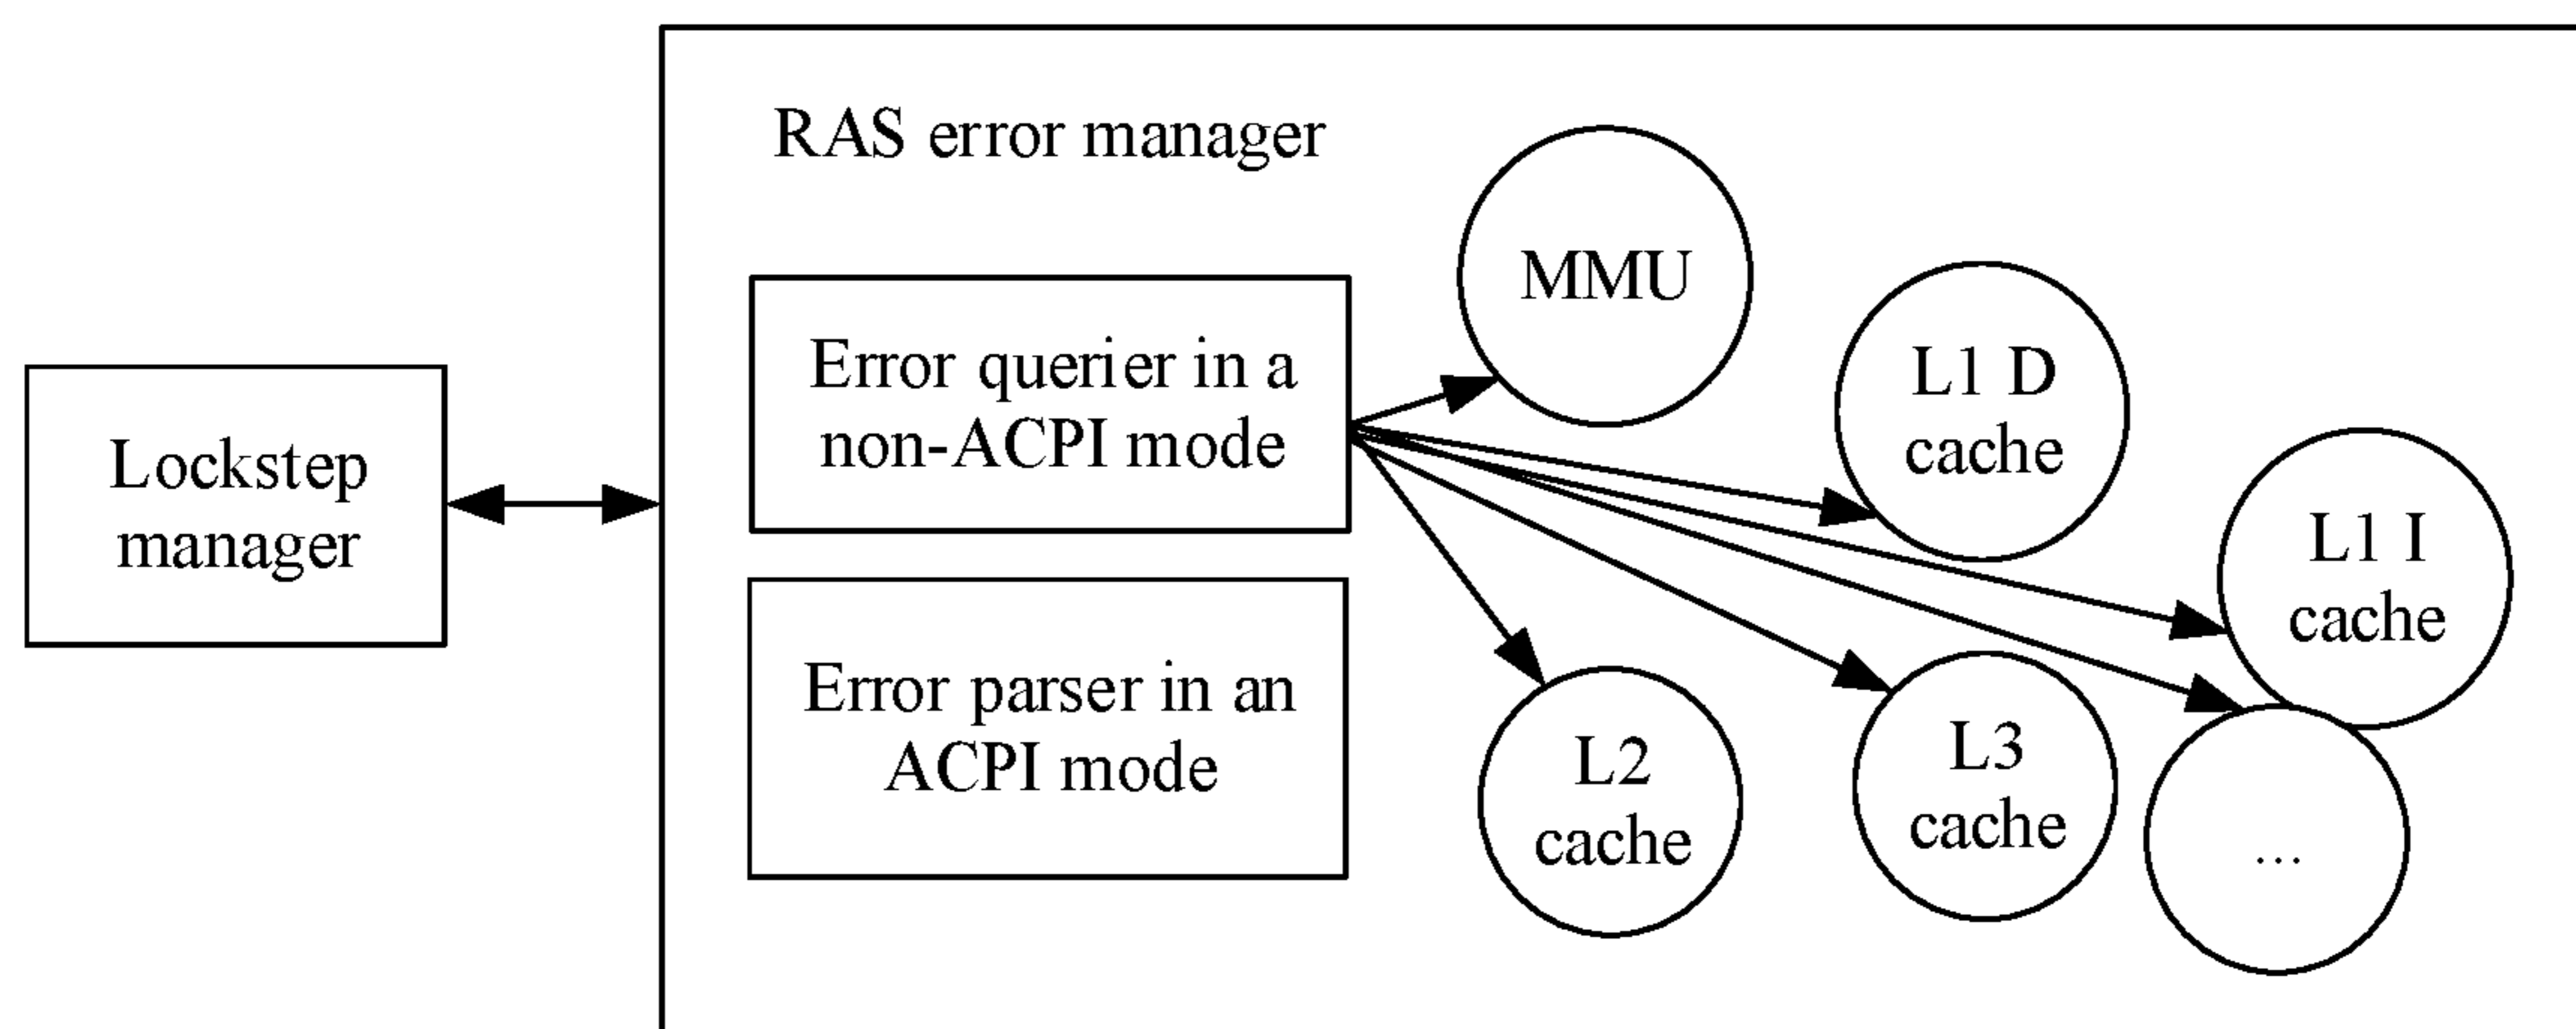 RAS error manager
MMU
Error querier in a
non-ACPI mode
L1 D
cache
Lockstep
manager
L1 I
cache
Error parser in an
ACPI mode
L2
cache
L3
cache
...